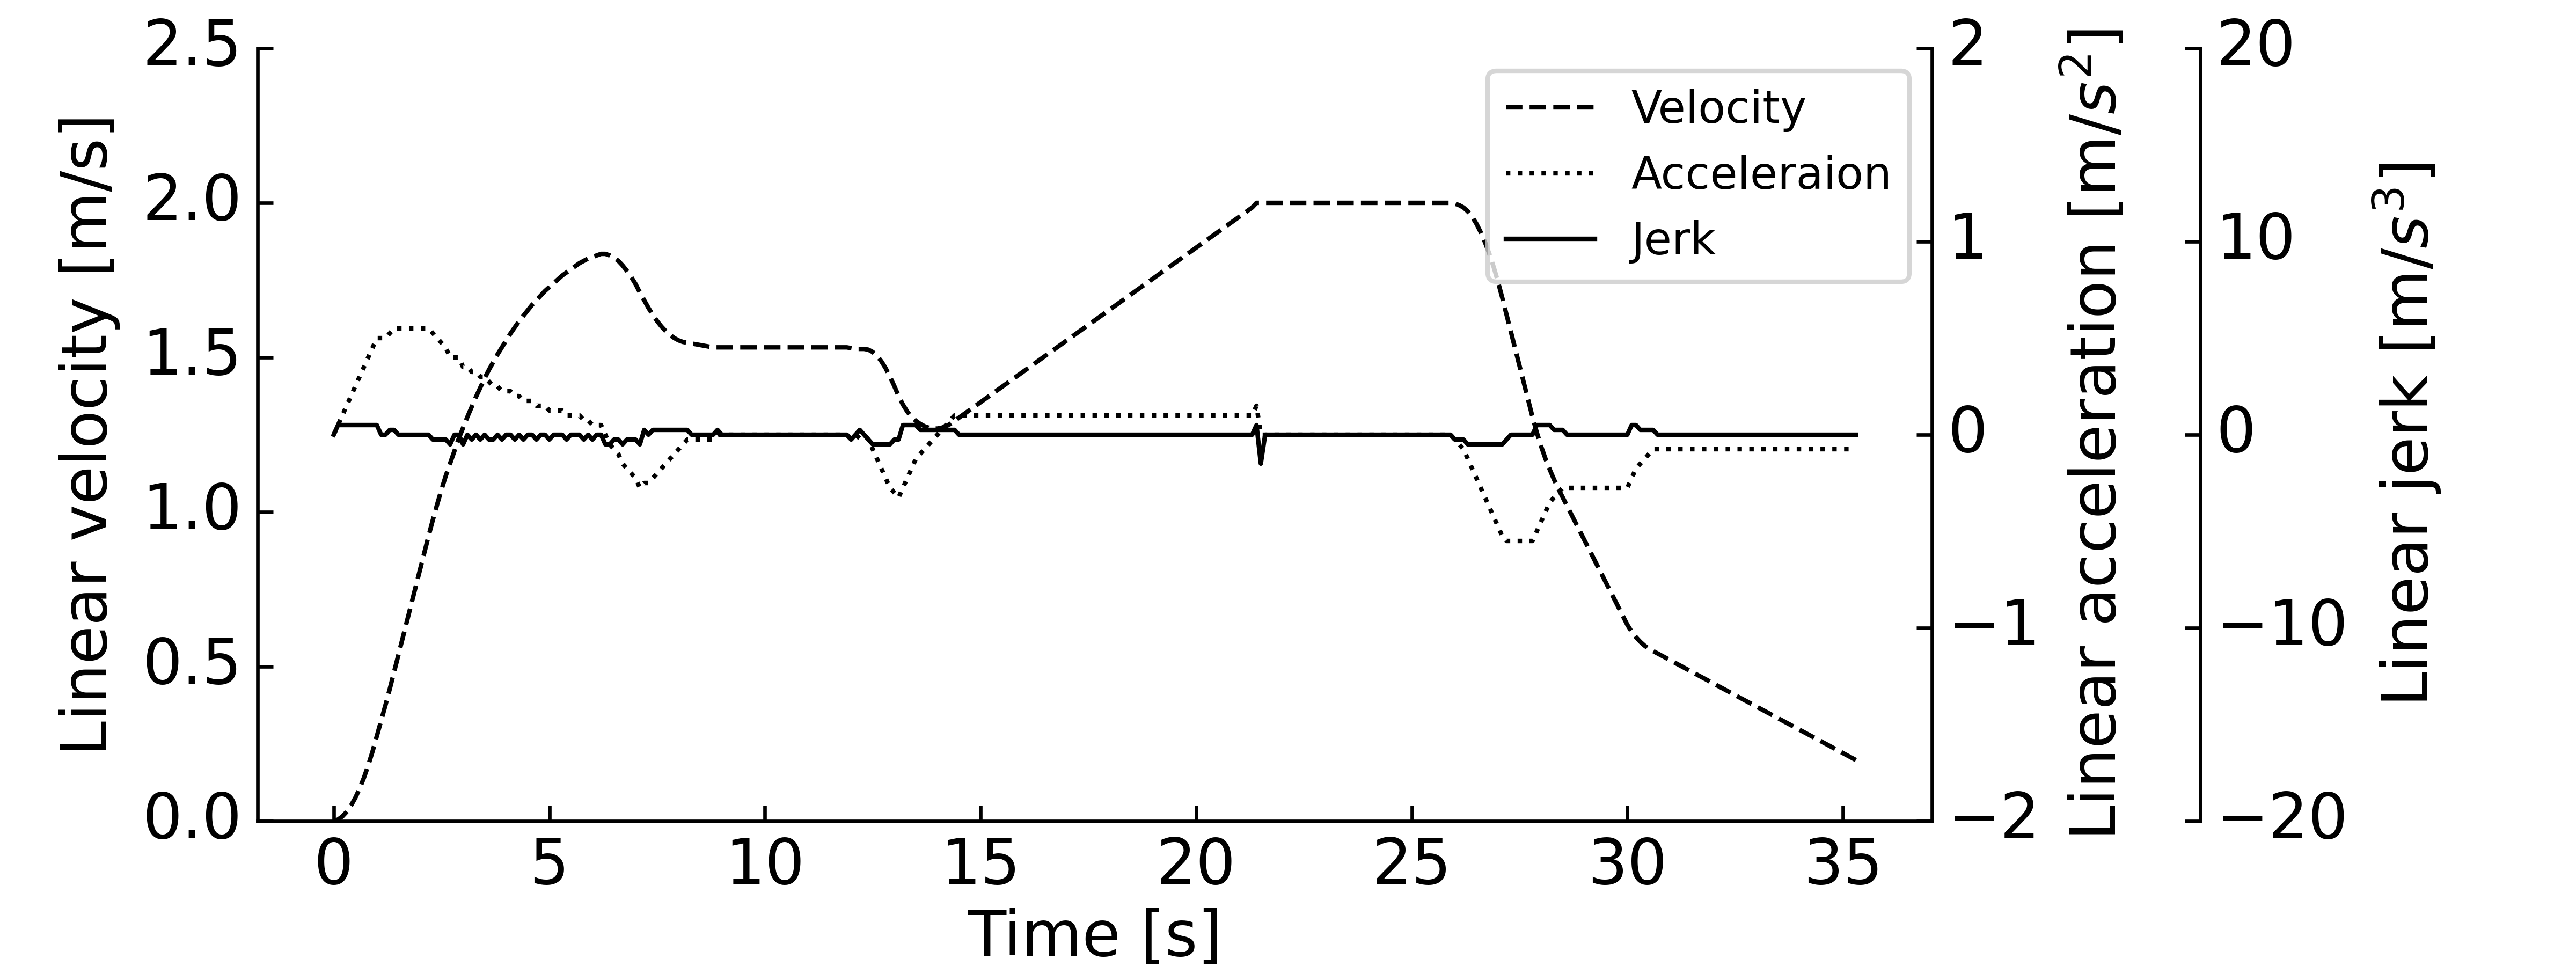 Linear velocity [m/s]
2.5
2.0
1.5
1.0
0.5
0.0
0 5 10 15 20 25 30 35
Time [s]
Velocity
Acceleraion
Jerk
2
1
0
−1
−2
Linear acceleration [m/s²]
20
10
0
−10
−20
Linear jerk [m/s³]